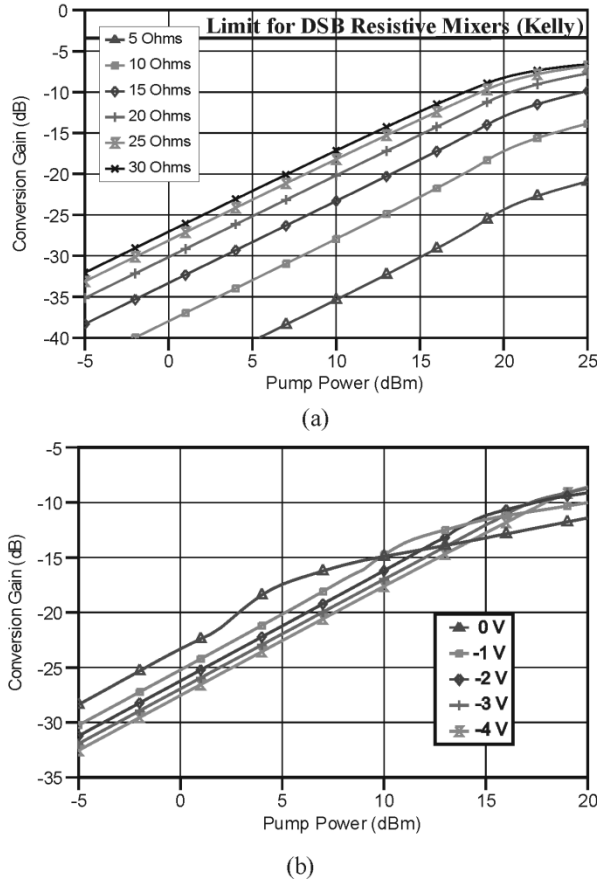 Limit for DSB Resistive Mixers (Kelly)
0
-5
-10
-15
-20
-25
-30
-35
-40
Conversion Gain (dB)
5 Ohms
10 Ohms
15 Ohms
20 Ohms
25 Ohms
30 Ohms
-5
0
5
10
15
20
25
Pump Power (dBm)
(a)
-5
-10
-15
-20
-25
-30
-35
Conversion Gain (dB)
0 V
-1 V
-2 V
-3 V
-4 V
-5
0
5
10
15
20
Pump Power (dBm)
(b)